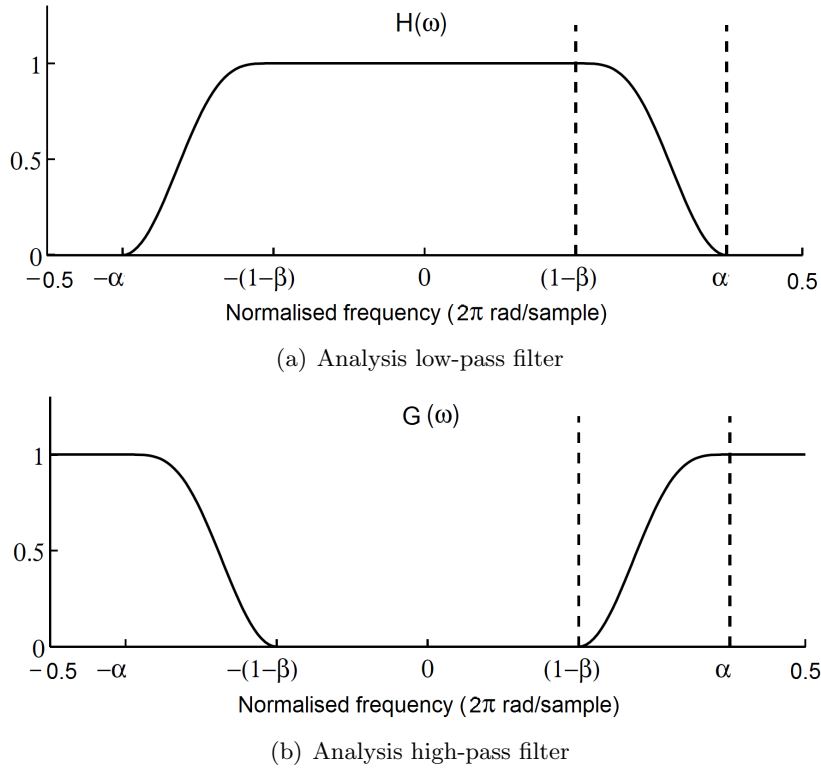 H(ω)
1
0.5
0
−0.5 −α −(1−β) 0 (1−β) α 0.5
Normalised frequency (2π rad/sample)
(a) Analysis low-pass filter
G (ω)
1
0.5
0
−0.5 −α −(1−β) 0 (1−β) α 0.5
Normalised frequency (2π rad/sample)
(b) Analysis high-pass filter